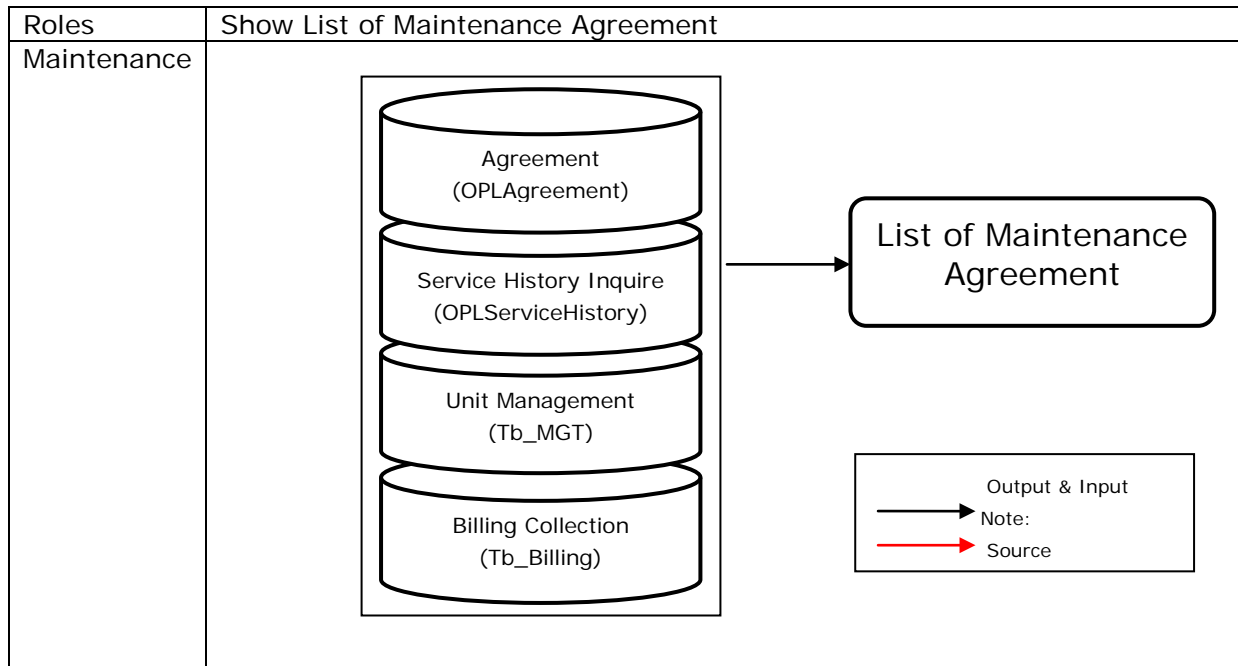 Roles
Show List of Maintenance Agreement
Maintenance
Agreement
(OPLAgreement)
Service History Inquire
(OPLServiceHistory)
Unit Management
(Tb_MGT)
Billing Collection
(Tb_Billing)
List of Maintenance
Agreement
Output & Input
Note:
Source